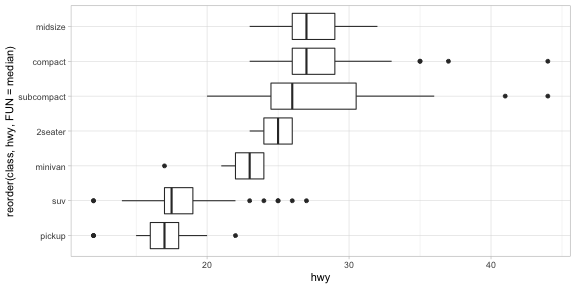 reorder(class, hwy, FUN = median)
midsize
compact
subcompact
2seater
minivan
suv
pickup
20 30 40
hwy